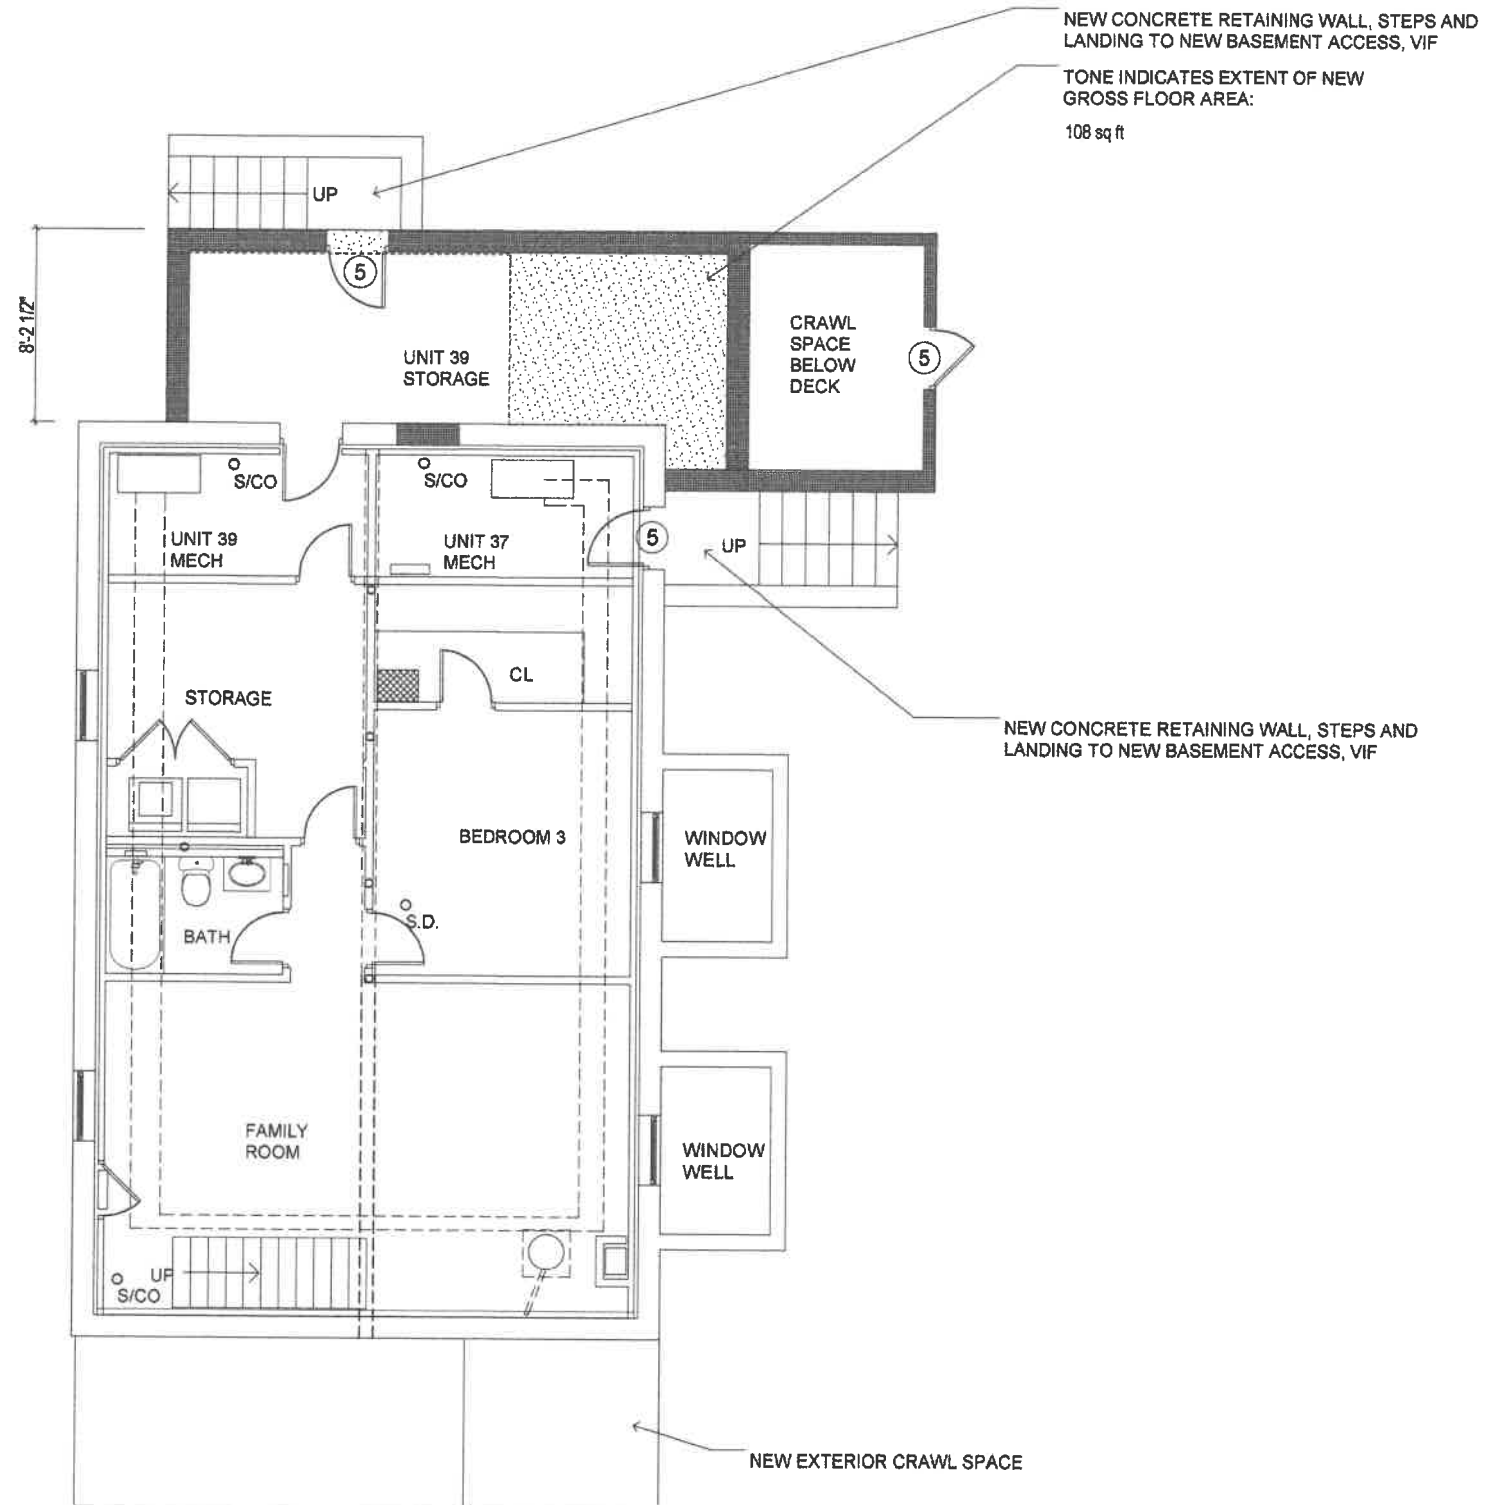 NEW CONCRETE RETAINING WALL, STEPS AND
LANDING TO NEW BASEMENT ACCESS, VIF
TONE INDICATES EXTENT OF NEW
GROSS FLOOR AREA:
108 sq ft
UP
8'-2 1/2"
5
UNIT 39
STORAGE
CRAWL
SPACE
BELOW
DECK
5
S/CO
S/CO
UNIT 39
MECH
UNIT 37
MECH
5
UP
STORAGE
CL
NEW CONCRETE RETAINING WALL, STEPS AND
LANDING TO NEW BASEMENT ACCESS, VIF
BEDROOM 3
WINDOW
WELL
S.D.
BATH
FAMILY
ROOM
WINDOW
WELL
UP
S/CO
NEW EXTERIOR CRAWL SPACE